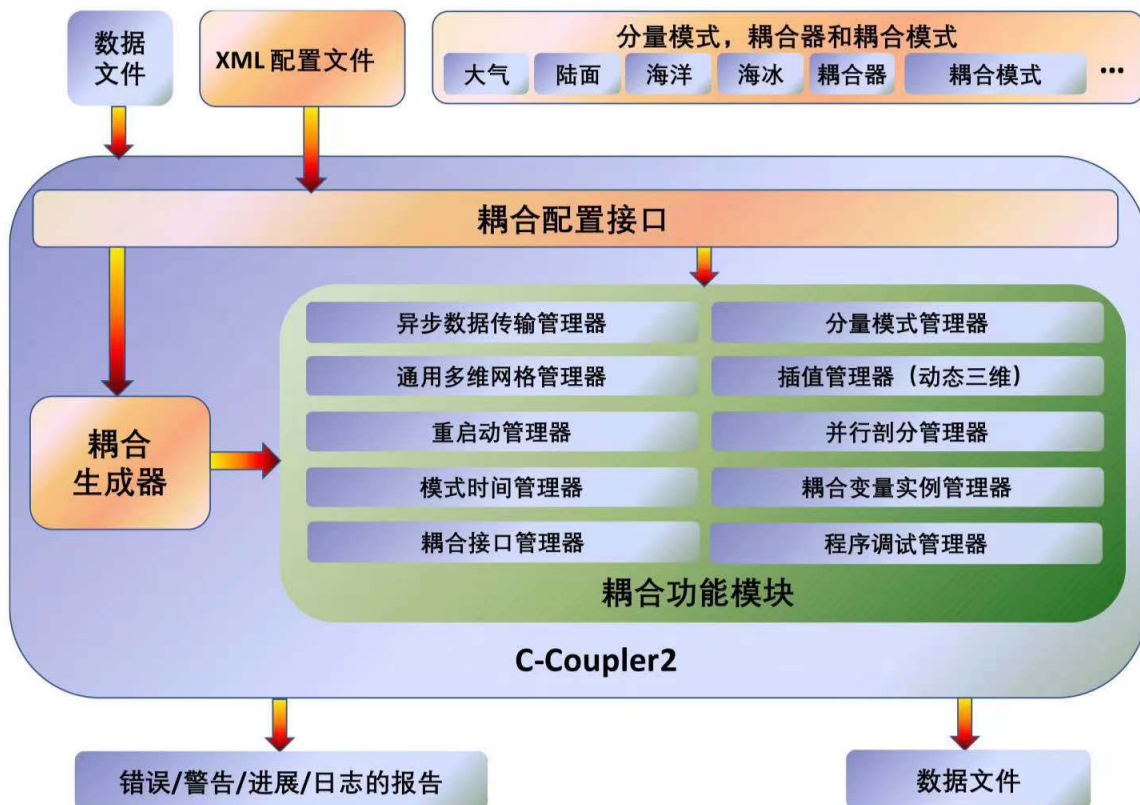 数据
文件
XML 配置文件
分量模式，耦合器和耦合模式
大气
陆面
海洋
海冰
耦合器
耦合模式
...
耦合配置接口
异步数据传输管理器
分量模式管理器
通用多维网格管理器
插值管理器（动态三维）
重启动管理器
并行剖分管理器
模式时间管理器
耦合变量实例管理器
耦合接口管理器
程序调试管理器
耦合
生成器
耦合功能模块
C-Coupler2
错误/警告/进展/日志的报告
数据文件